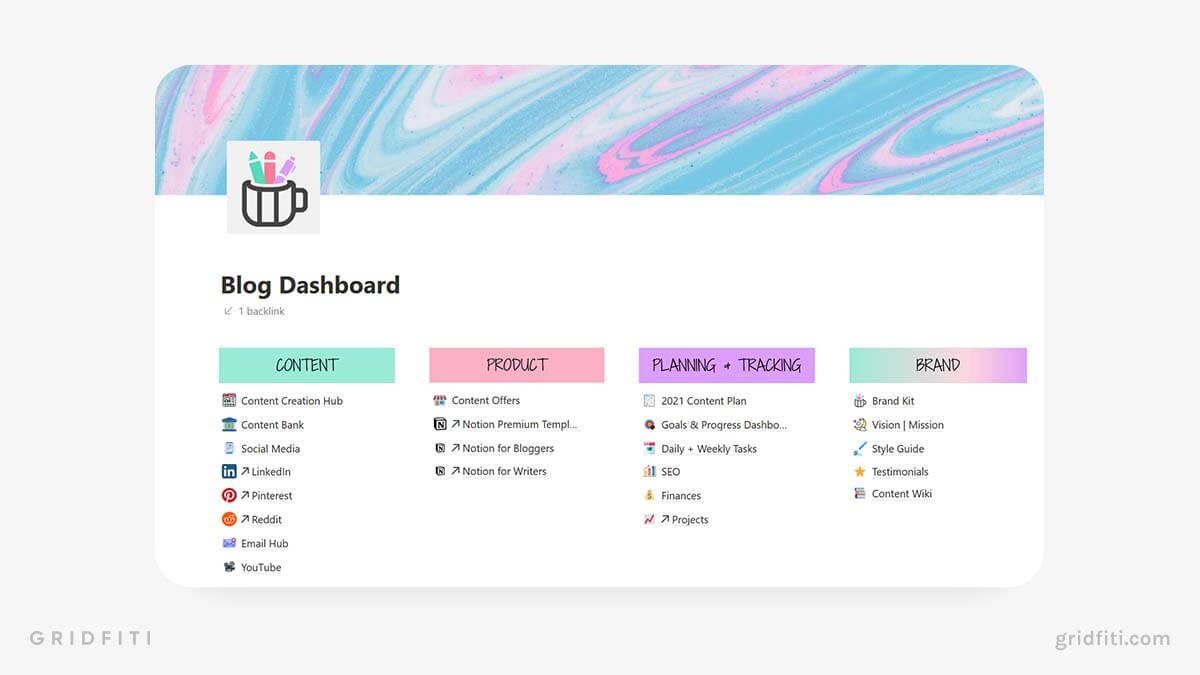 Blog Dashboard
1 backlink
CONTENT
Content Creation Hub
Content Bank
Social Media
LinkedIn
Pinterest
Reddit
Email Hub
YouTube
PRODUCT
Content Offers
Notion Premium Templ...
Notion for Bloggers
Notion for Writers
PLANNING + TRACKING
2021 Content Plan
Goals & Progress Dashbo...
Daily + Weekly Tasks
SEO
Finances
Projects
BRAND
Brand Kit
Vision | Mission
Style Guide
Testimonials
Content Wiki
GRIDFITI
gridfiti.com